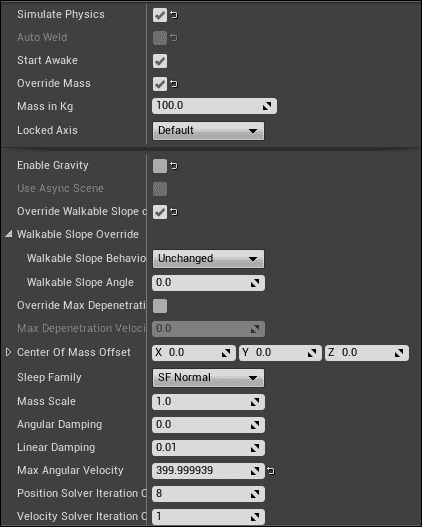 Simulate Physics
Auto Weld
Start Awake
Override Mass
Mass in Kg 100.0
Locked Axis Default
Enable Gravity
Use Async Scene
Override Walkable Slope o
Walkable Slope Override
Walkable Slope Behavio Unchanged
Walkable Slope Angle 0.0
Override Max Depenetrati
Max Depenetration Veloci 0.0
Center Of Mass Offset X 0.0 Y 0.0 Z 0.0
Sleep Family SF Normal
Mass Scale 1.0
Angular Damping 0.0
Linear Damping 0.01
Max Angular Velocity 399.999939
Position Solver Iteration C 8
Velocity Solver Iteration C 1